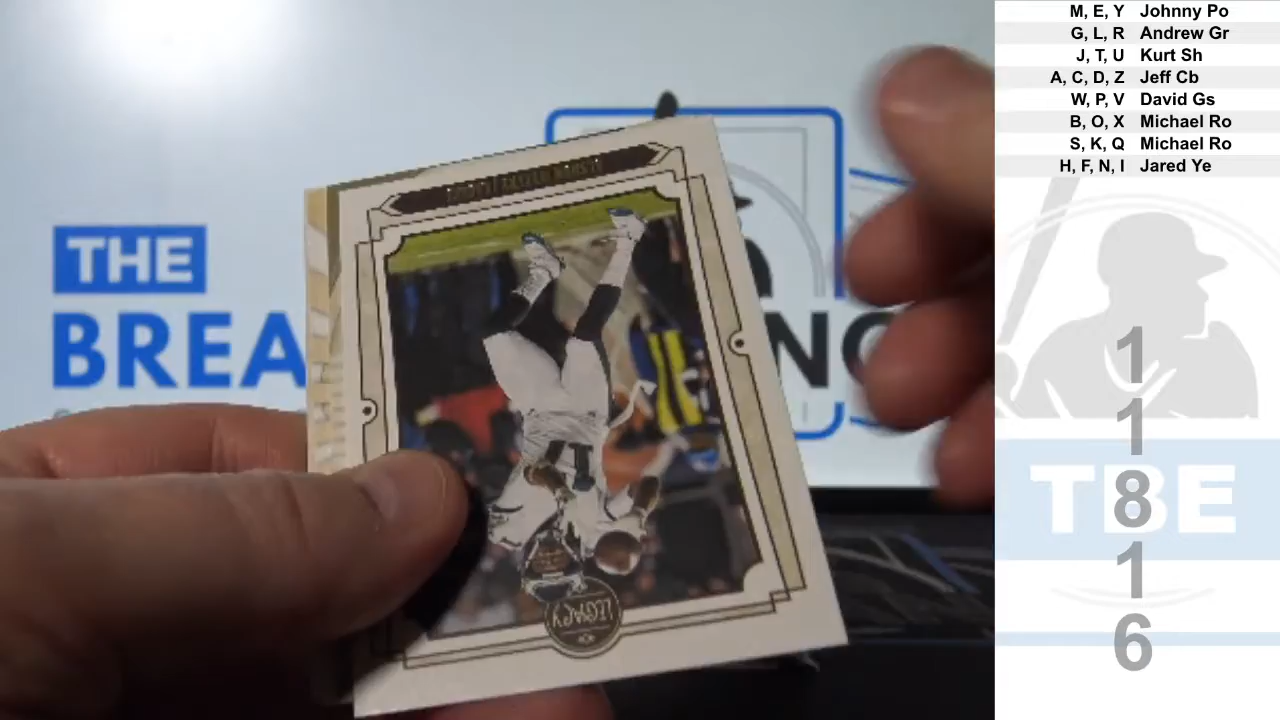 THE
BREA
N
LEGACY
M, E, Y Johnny Po
G, L, R Andrew Gr
J, T, U Kurt Sh
A, C, D, Z Jeff Cb
W, P, V David Gs
B, O, X Michael Ro
S, K, Q Michael Ro
H, F, N, I Jared Ye
1
1
8
1
6
TBE